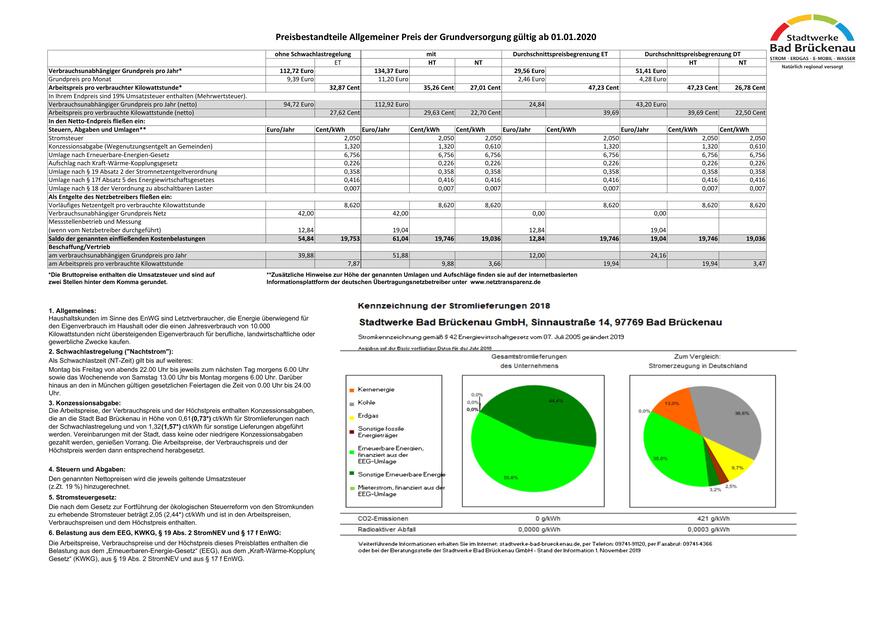 Preisbestandteile Allgemeiner Preis der Grundversorgung gültig ab 01.01.2020
Stadtwerke
Bad Brückenau
STROM · ERDGAS · E-MOBIL · WASSER
Natürlich regional versorgt
ohne Schwachlastregelung mit Durchschnittspreisbegrenzung ET Durchschnittspreisbegrenzung DT
ET HT NT HT NT
Verbrauchsunabhängiger Grundpreis pro Jahr* 112,72 Euro 134,37 Euro 29,56 Euro 51,41 Euro
Grundpreis pro Monat 9,39 Euro 11,20 Euro 2,46 Euro 4,28 Euro
Arbeitspreis pro verbrauchter Kilowattstunde* 32,87 Cent 35,26 Cent 27,01 Cent 47,23 Cent 47,23 Cent 26,78 Cent
In Ihrem Endpreis sind 19% Umsatzsteuer enthalten (Mehrwertsteuer).
Verbrauchsunabhängiger Grundpreis pro Jahr (netto) 94,72 Euro 112,92 Euro 24,84 43,20 Euro
Arbeitspreis pro verbrauchte Kilowattstunde (netto) 27,62 Cent 29,63 Cent 22,70 Cent 39,69 39,69 Cent 22,50 Cent
In den Netto-Endpreis fließen ein:
Steuern, Abgaben und Umlagen** Euro/Jahr Cent/kWh Euro/Jahr Cent/kWh Cent/kWh Euro/Jahr Cent/kWh Euro/Jahr Cent/kWh Cent/kWh
Stromsteuer 2,050 2,050 2,050 2,050 2,050 2,050
Konzessionsabgabe (Wegenutzungsentgelt an Gemeinden) 1,320 1,320 0,610 1,320 1,320 0,610
Umlage nach Erneuerbare-Energien-Gesetz 6,756 6,756 6,756 6,756 6,756 6,756
Aufschlag nach Kraft-Wärme-Kopplungsgesetz 0,226 0,226 0,226 0,226 0,226 0,226
Umlage nach § 19 Absatz 2 der Stromnetzentgeltverordnung 0,358 0,358 0,358 0,358 0,358 0,358
Umlage nach § 17f Absatz 5 des Energiewirtschaftsgesetzes 0,416 0,416 0,416 0,416 0,416 0,416
Umlage nach § 18 der Verordnung zu abschaltbaren Lasten 0,007 0,007 0,007 0,007 0,007 0,007
Als Entgelte des Netzbetreibers fließen ein:
Vorläufiges Netzentgelt pro verbrauchte Kilowattstunde 8,620 8,620 8,620 8,620 8,620 8,620
Verbrauchsunabhängiger Grundpreis Netz 42,00 42,00 0,00 0,00
Messstellenbetrieb und Messung
(wenn vom Netzbetreiber durchgeführt) 12,84 19,04 12,84 19,04
Saldo der genannten einfließenden Kostenbelastungen 54,84 19,753 61,04 19,746 19,036 12,84 19,746 19,04 19,746 19,036
Beschaffung/Vertrieb
am verbrauchsunabhängigen Grundpreis pro Jahr 39,88 51,88 12,00 24,16
am Arbeitspreis pro verbrauchte Kilowattstunde 7,87 9,88 3,66 19,94 19,94 3,47
*Die Bruttopreise enthalten die Umsatzsteuer und sind auf
zwei Stellen hinter dem Komma gerundet.
**Zusätzliche Hinweise zur Höhe der genannten Umlagen und Aufschläge finden sie auf der internetbasierten
Informationsplattform der deutschen Übertragungsnetzbetreiber unter www.netztransparenz.de
1. Allgemeines:
Haushaltskunden im Sinne des EnWG sind Letztverbraucher, die Energie überwiegend für
den Eigenverbrauch im Haushalt oder die einen Jahresverbrauch von 10.000
Kilowattstunden nicht übersteigenden Eigenverbrauch für berufliche, landwirtschaftliche oder
gewerbliche Zwecke kaufen.
2. Schwachlastregelung ("Nachtstrom"):
Als Schwachlastzeit (NT-Zeit) gilt bis auf weiteres:
Montag bis Freitag von abends 22.00 Uhr bis jeweils zum nächsten Tag morgens 6.00 Uhr
sowie das Wochenende von Samstag 13.00 Uhr bis Montag morgens 6.00 Uhr. Darüber
hinaus an den in München gültigen gesetzlichen Feiertagen die Zeit von 0.00 Uhr bis 24.00
Uhr.
3. Konzessionsabgabe:
Die Arbeitspreise, der Verbrauchspreis und der Höchstpreis enthalten Konzessionsabgaben,
die an die Stadt Bad Brückenau in Höhe von 0,61(0,73*) ct/kWh für Stromlieferungen nach
der Schwachlastregelung und von 1,32(1,57*) ct/kWh für sonstige Lieferungen abgeführt
werden. Vereinbarungen mit der Stadt, dass keine oder niedrigere Konzessionsabgaben
gezahlt werden, genießen Vorrang. Die Arbeitspreise, der Verbrauchspreis und der
Höchstpreis werden dann entsprechend herabgesetzt.
4. Steuern und Abgaben:
Den genannten Nettopreisen wird die jeweils geltende Umsatzsteuer
(z.Zt. 19 %) hinzugerechnet.
5. Stromsteuergesetz:
Die nach dem Gesetz zur Fortführung der ökologischen Steuerreform von den Stromkunden
zu erhebende Stromsteuer beträgt 2,05 (2,44*) ct/kWh und ist in den Arbeitspreisen,
Verbrauchspreisen und dem Höchstpreis enthalten.
6. Belastung aus dem EEG, KWKG, § 19 Abs. 2 StromNEV und § 17 f EnWG:
Die Arbeitspreise, Verbrauchspreise und der Höchstpreis dieses Preisblattes enthalten die
Belastung aus dem „Erneuerbaren-Energie-Gesetz" (EEG), aus dem „Kraft-Wärme-Kopplung
Gesetz" (KWKG), aus § 19 Abs. 2 StromNEV und aus § 17 f EnWG.
Kennzeichnung der Stromlieferungen 2018
Stadtwerke Bad Brückenau GmbH, Sinnaustraße 14, 97769 Bad Brückenau
Stromkennzeichnung gemäß § 42 Energiewirtschaftsgesetz vom 07. Juli 2005 geändert 2019
Angaben auf der Basis vorläufiger Daten für das Jahr 2018
Gesamtstromlieferungen
des Unternehmens
Zum Vergleich:
Stromerzeugung in Deutschland
Kernenergie
Kohle
Erdgas
Sonstige fossile
Energieträger
Erneuerbare Energien,
finanziert aus der
EEG-Umlage
Sonstige Erneuerbare Energie
Mieterstrom, finanziert aus der
EEG-Umlage
0,0%
0,0%
0,0%
0,0%
13,0%
9,7%
2,5%
3,2%
CO2-Emissionen 0 g/kWh 421 g/kWh
Radioaktiver Abfall 0,0000 g/kWh 0,0003 g/kWh
Weiterführende Informationen erhalten Sie im Internet: stadtwerke-bad-brueckenau.de, per Telefon: 09741-91120, per Faxabruf: 09741-4366
oder bei der Beratungsstelle der Stadtwerke Bad Brückenau GmbH - Stand der Information 1. November 2019